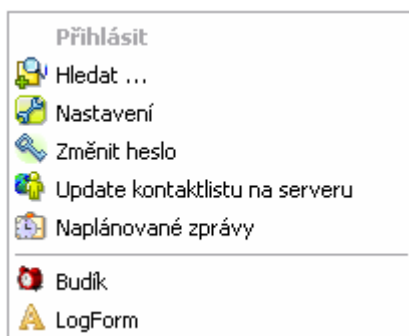 Přihlásit
Hledat ...
Nastavení
Změnit heslo
Update kontaktlistu na serveru
Naplánované zprávy
Budík
LogForm